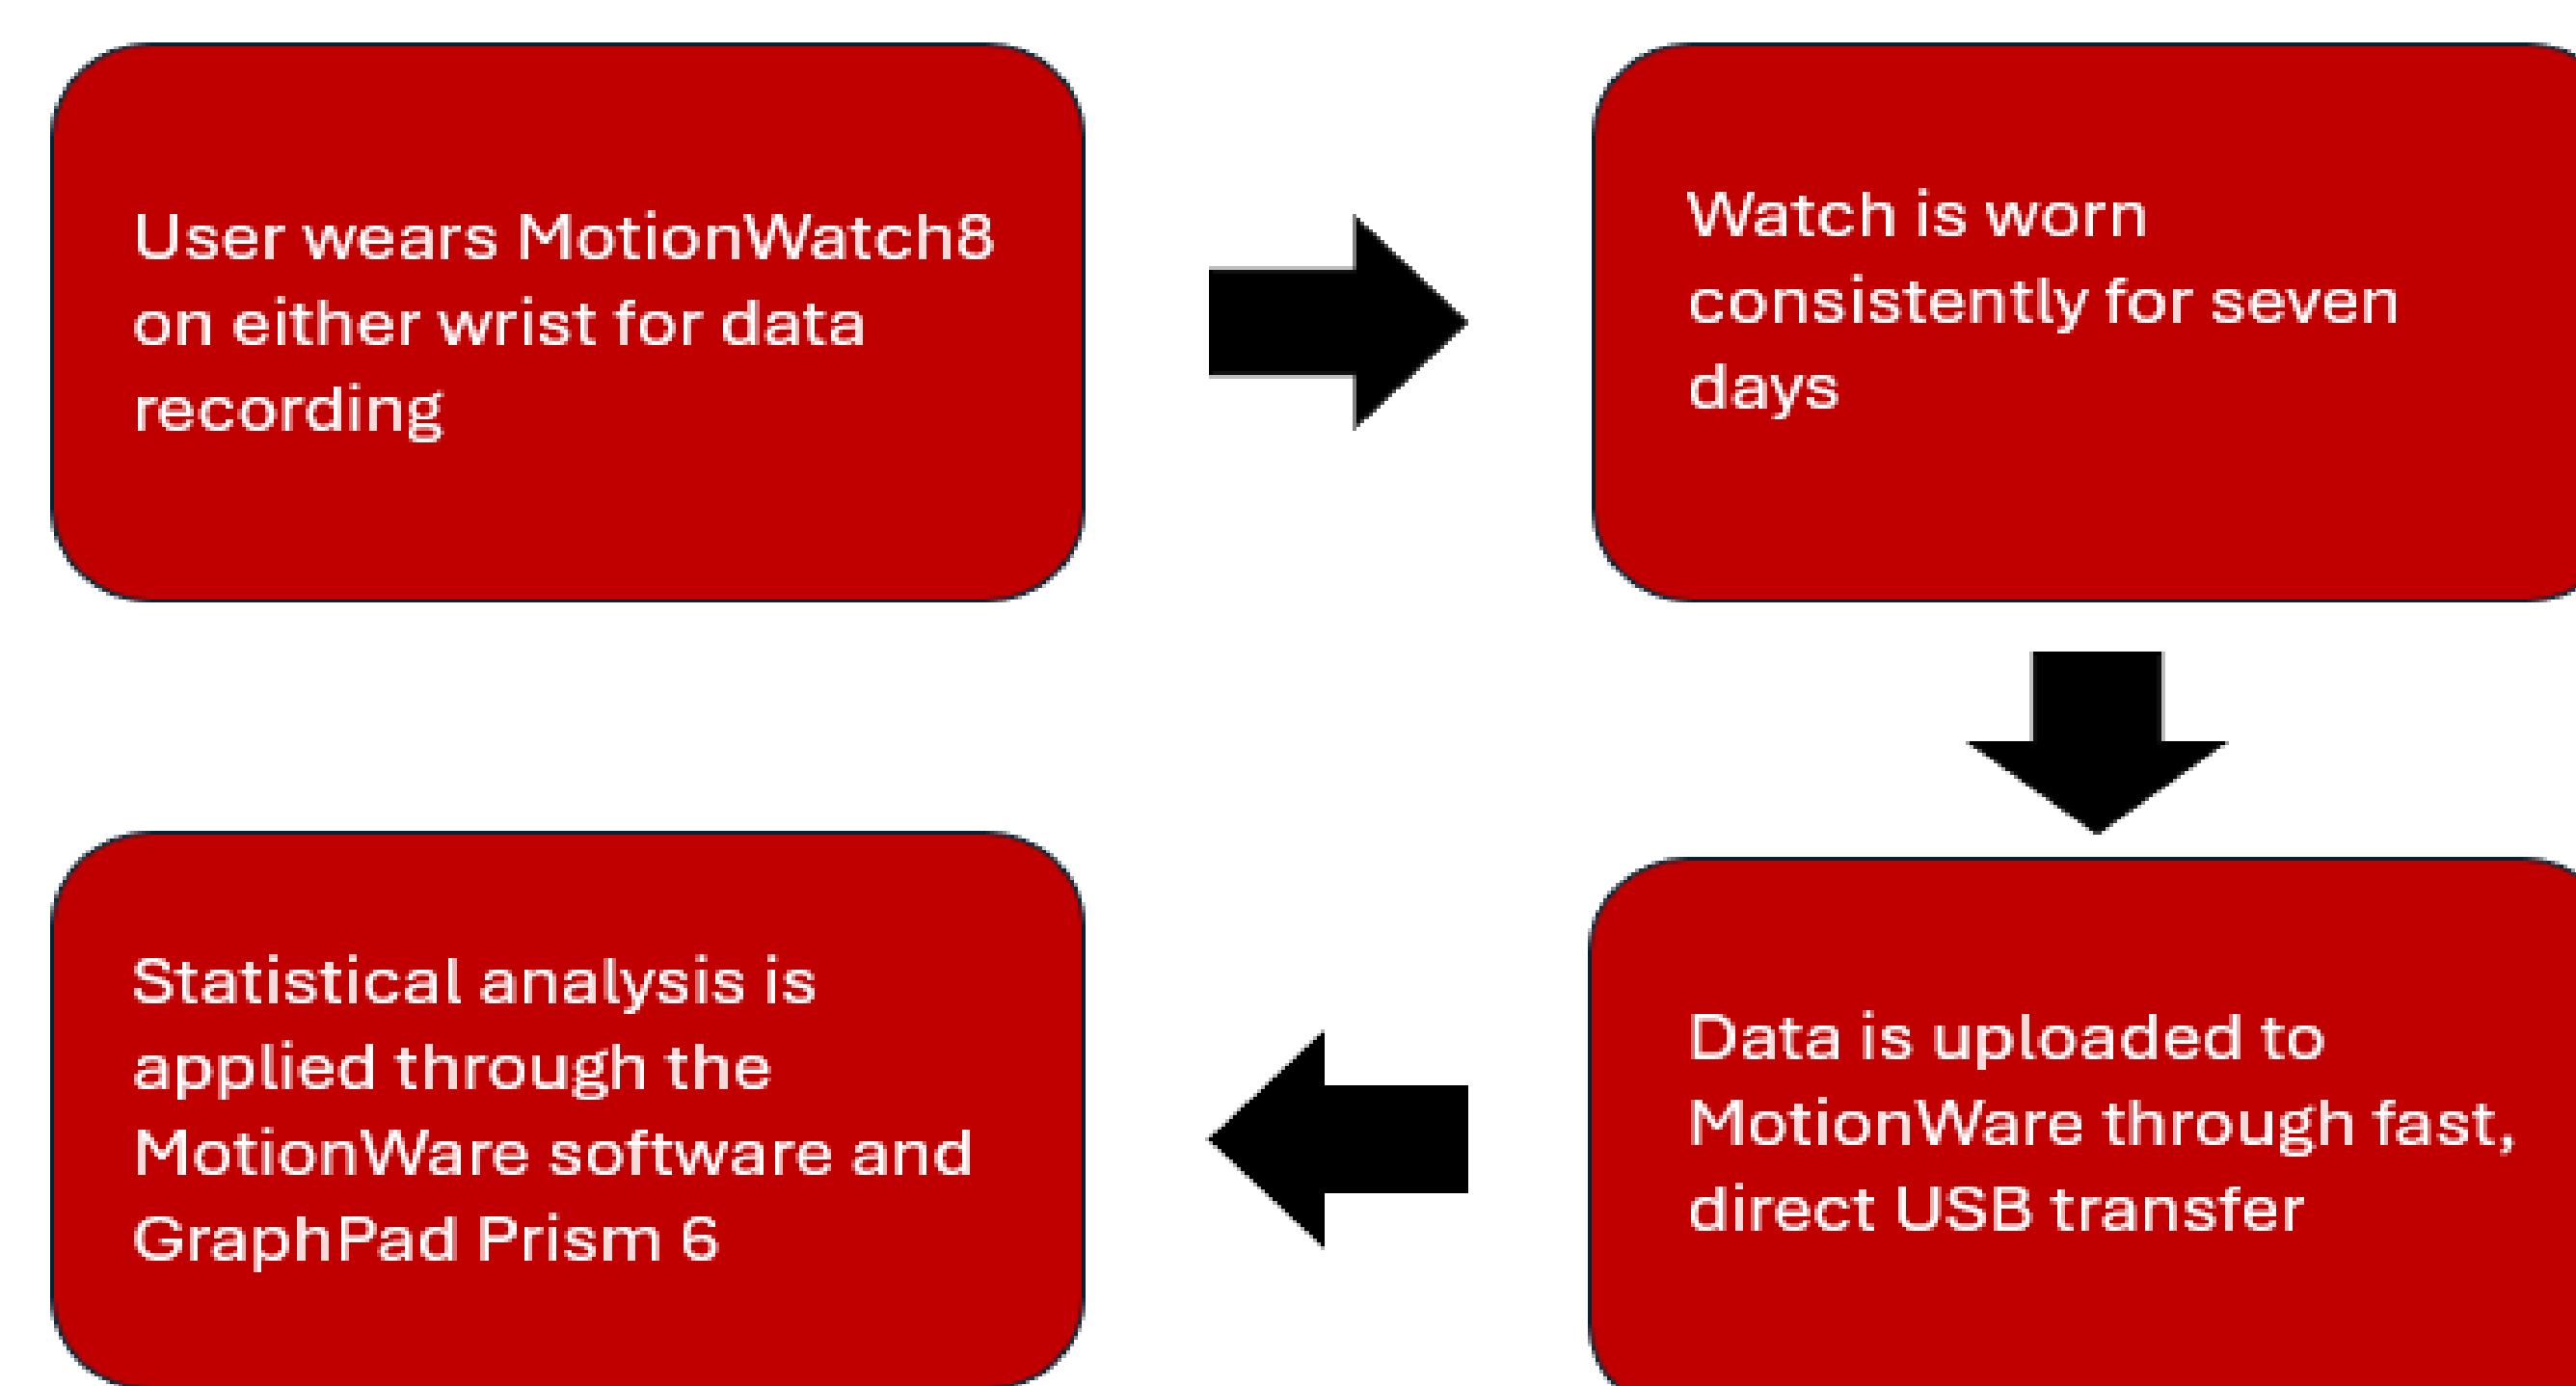 User wears MotionWatch8
on either wrist for data
recording
Watch is worn
consistently for seven
days
Data is uploaded to
MotionWare through fast,
direct USB transfer
Statistical analysis is
applied through the
MotionWare software and
GraphPad Prism 6